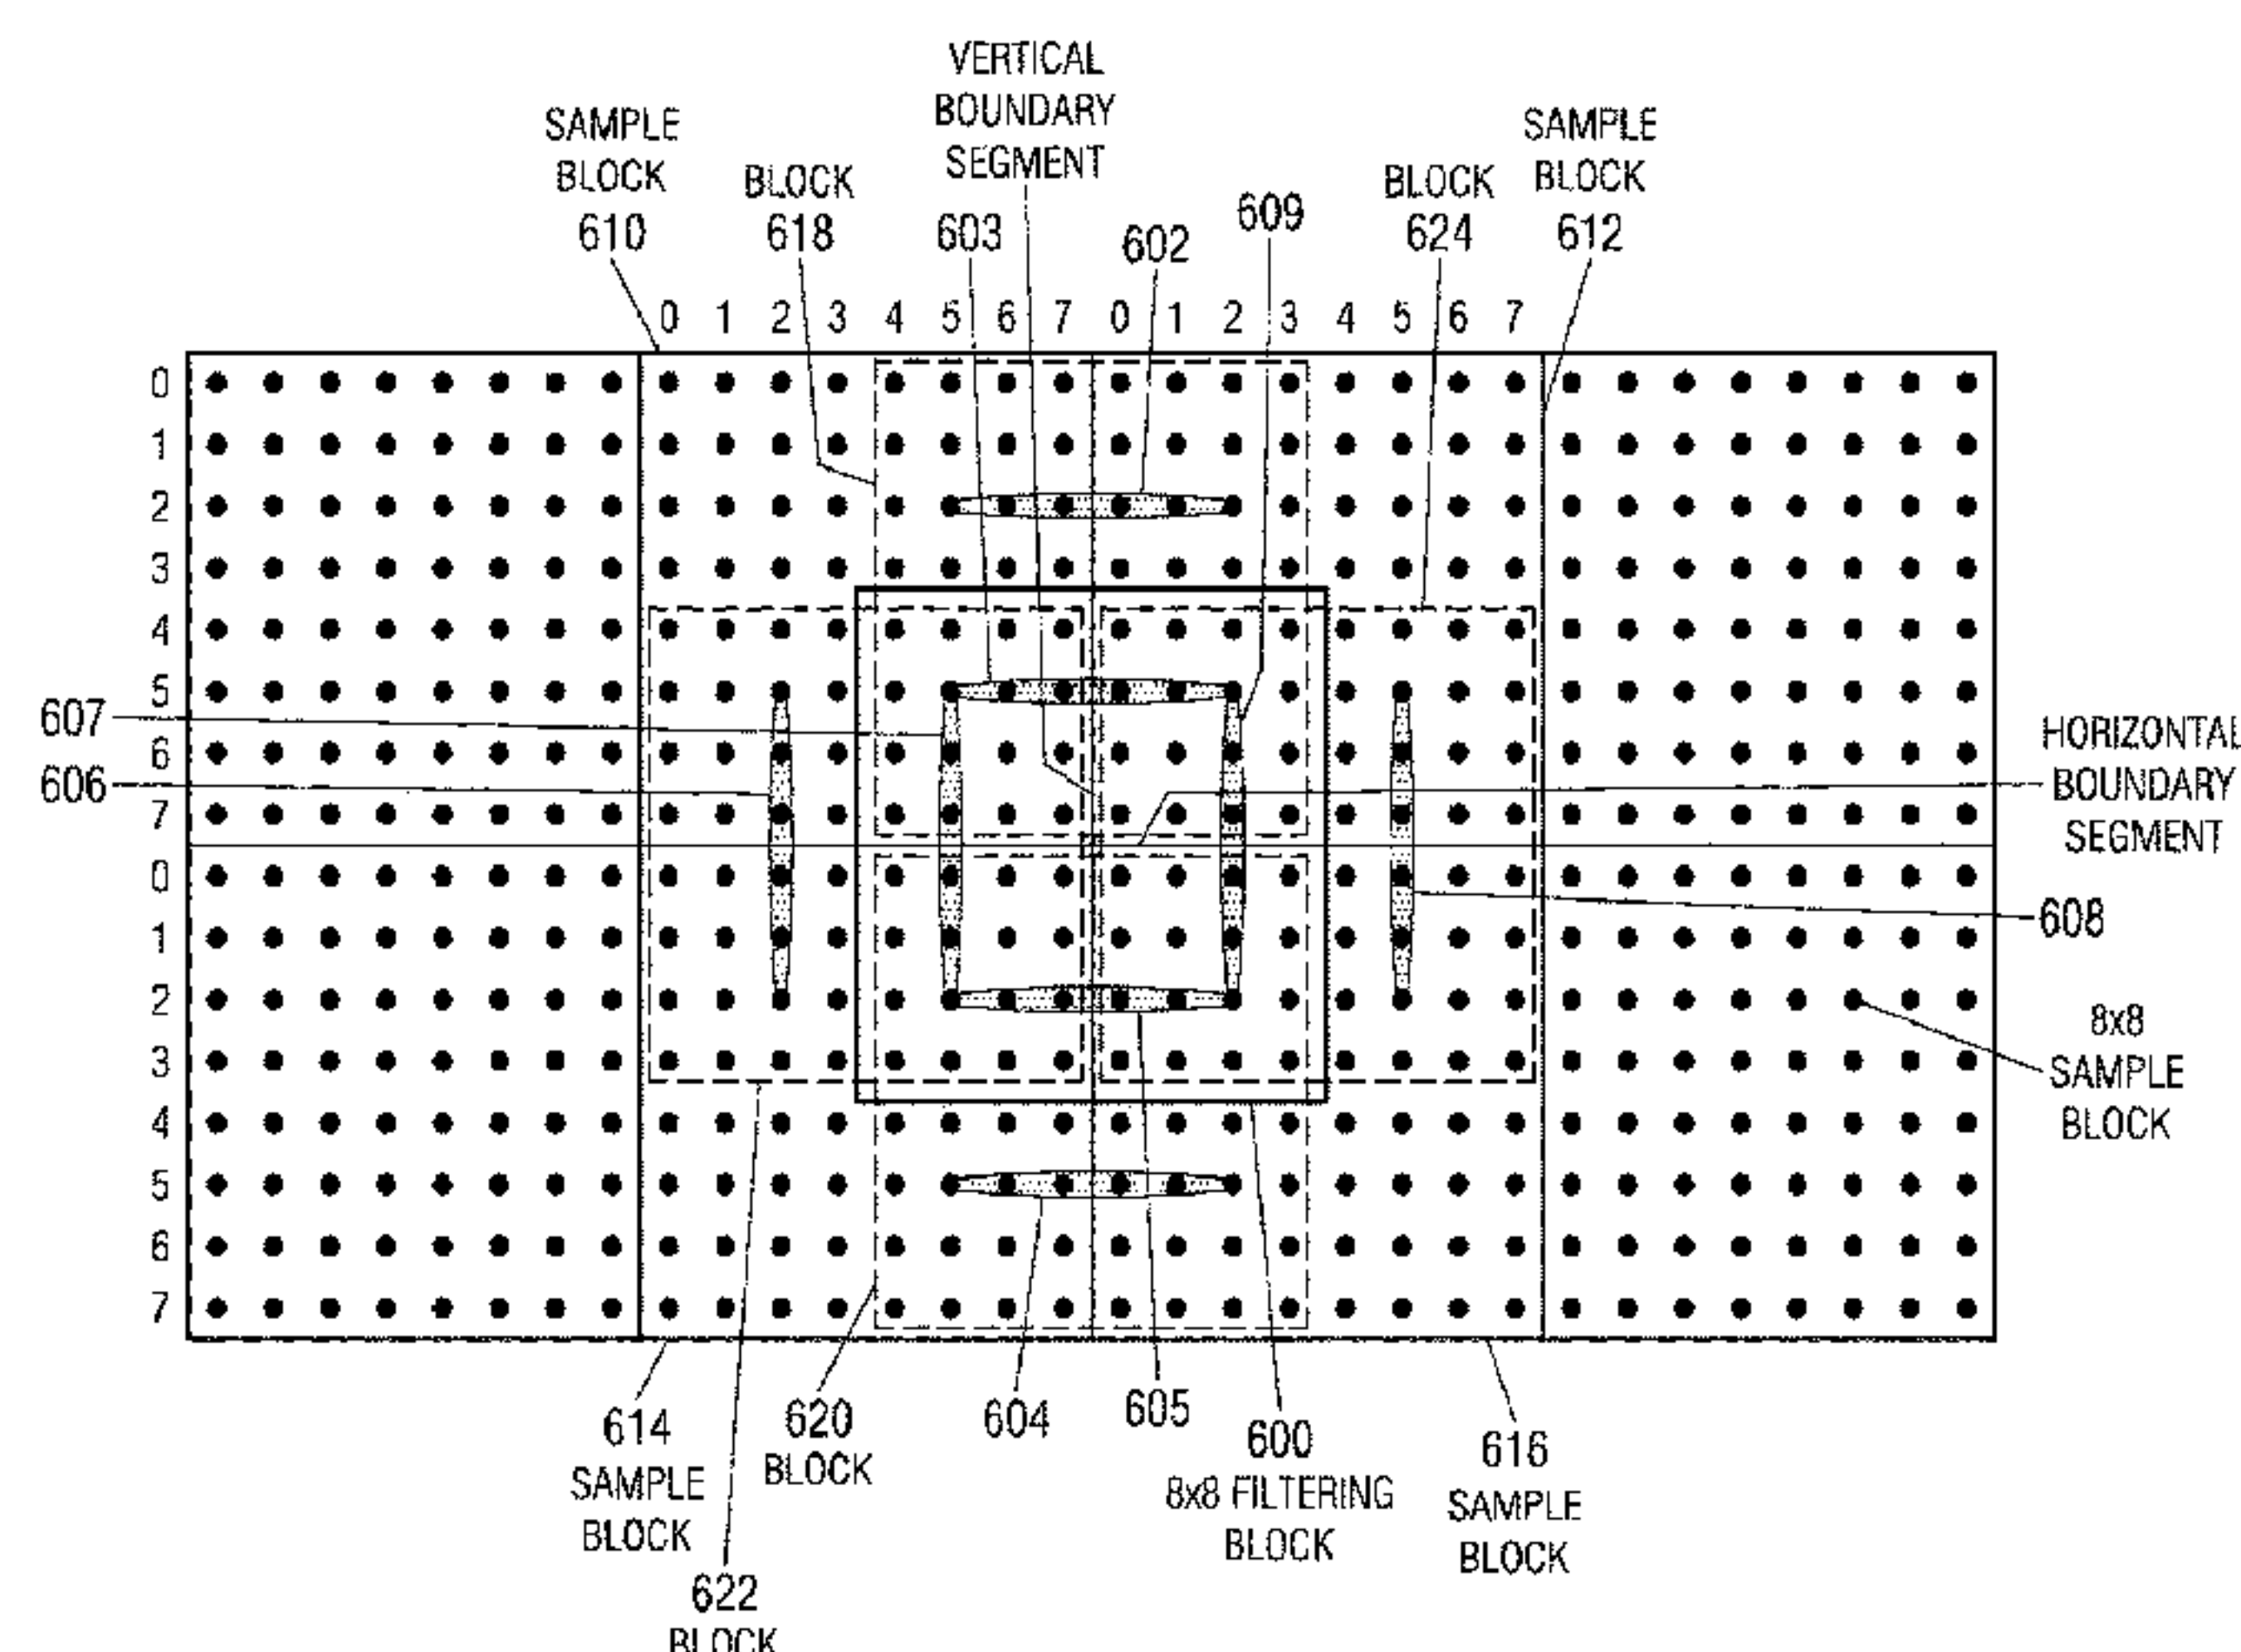 VERTICAL
BOUNDARY
SEGMENT
SAMPLE
BLOCK
610
BLOCK
618
603
602
609
BLOCK
624
SAMPLE
BLOCK
612
0 1 2 3 4 5 6 7 0 1 2 3 4 5 6 7
0
1
2
3
4
5
6
7
0
1
2
3
4
5
6
7
607
606
HORIZONTAL
BOUNDARY
SEGMENT
608
8x8
SAMPLE
BLOCK
614
SAMPLE
BLOCK
620
BLOCK
604
605
600
8x8 FILTERING
BLOCK
616
SAMPLE
BLOCK
622
BLOCK